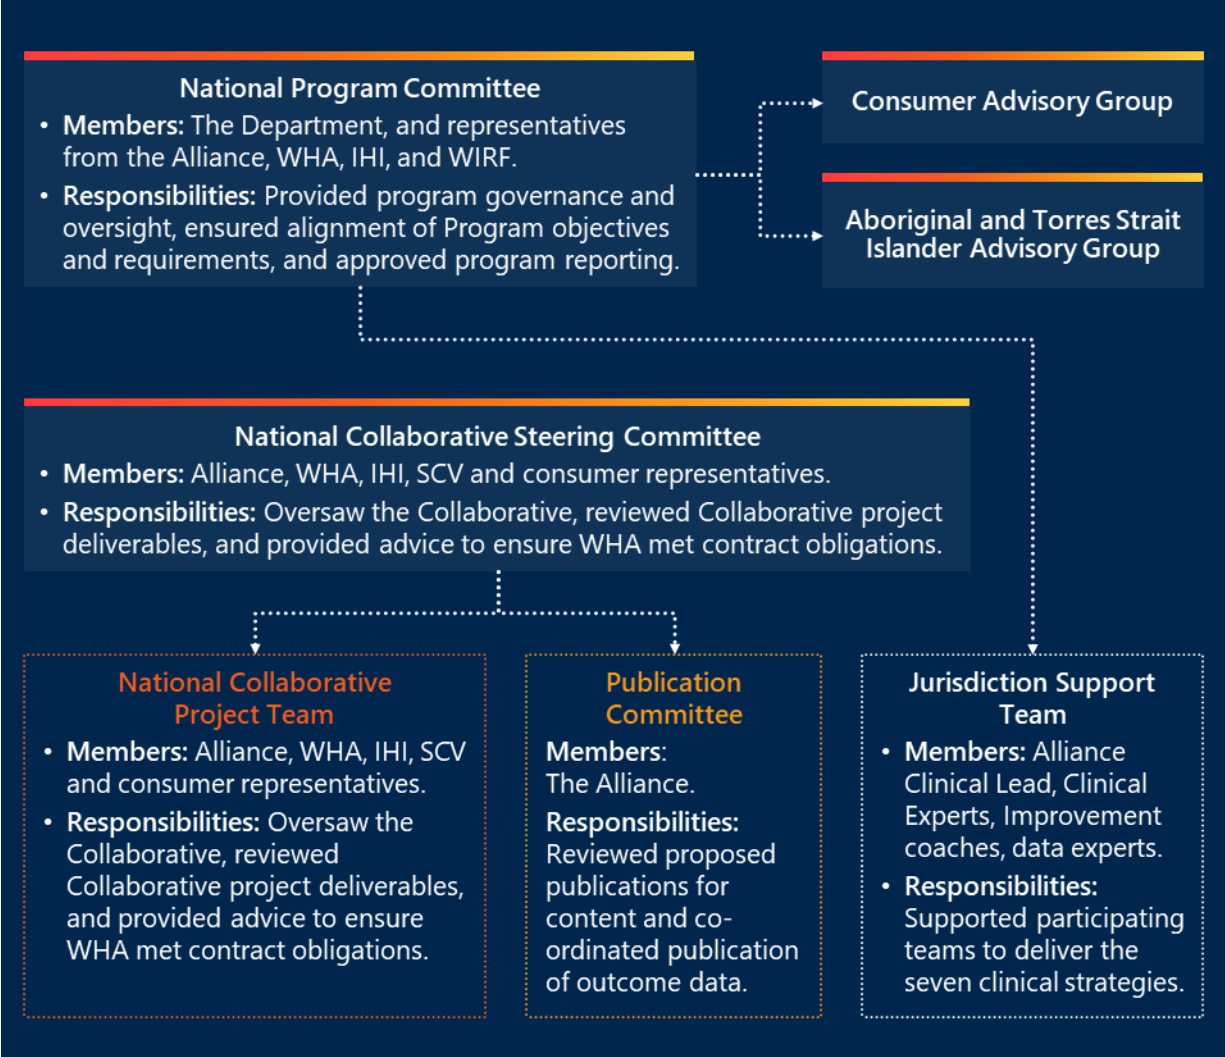 National Program Committee
• Members: The Department, and representatives
from the Alliance, WHA, IHI, and WIRF.
• Responsibilities: Provided program governance and
oversight, ensured alignment of Program objectives
and requirements, and approved program reporting.
Consumer Advisory Group
Aboriginal and Torres Strait
Islander Advisory Group
National Collaborative Steering Committee
• Members: Alliance, WHA, IHI, SCV and consumer representatives.
• Responsibilities: Oversaw the Collaborative, reviewed Collaborative project
deliverables, and provided advice to ensure WHA met contract obligations.
National Collaborative
Project Team
• Members: Alliance, WHA, IHI, SCV
and consumer representatives.
• Responsibilities: Oversaw the
Collaborative, reviewed
Collaborative project deliverables,
and provided advice to ensure
WHA met contract obligations.
Publication
Committee
Members:
The Alliance.
Responsibilities:
Reviewed proposed
publications for
content and co-
ordinated publication
of outcome data.
Jurisdiction Support
Team
• Members: Alliance
Clinical Lead, Clinical
Experts, Improvement
coaches, data experts.
• Responsibilities:
Supported participating
teams to deliver the
seven clinical strategies.